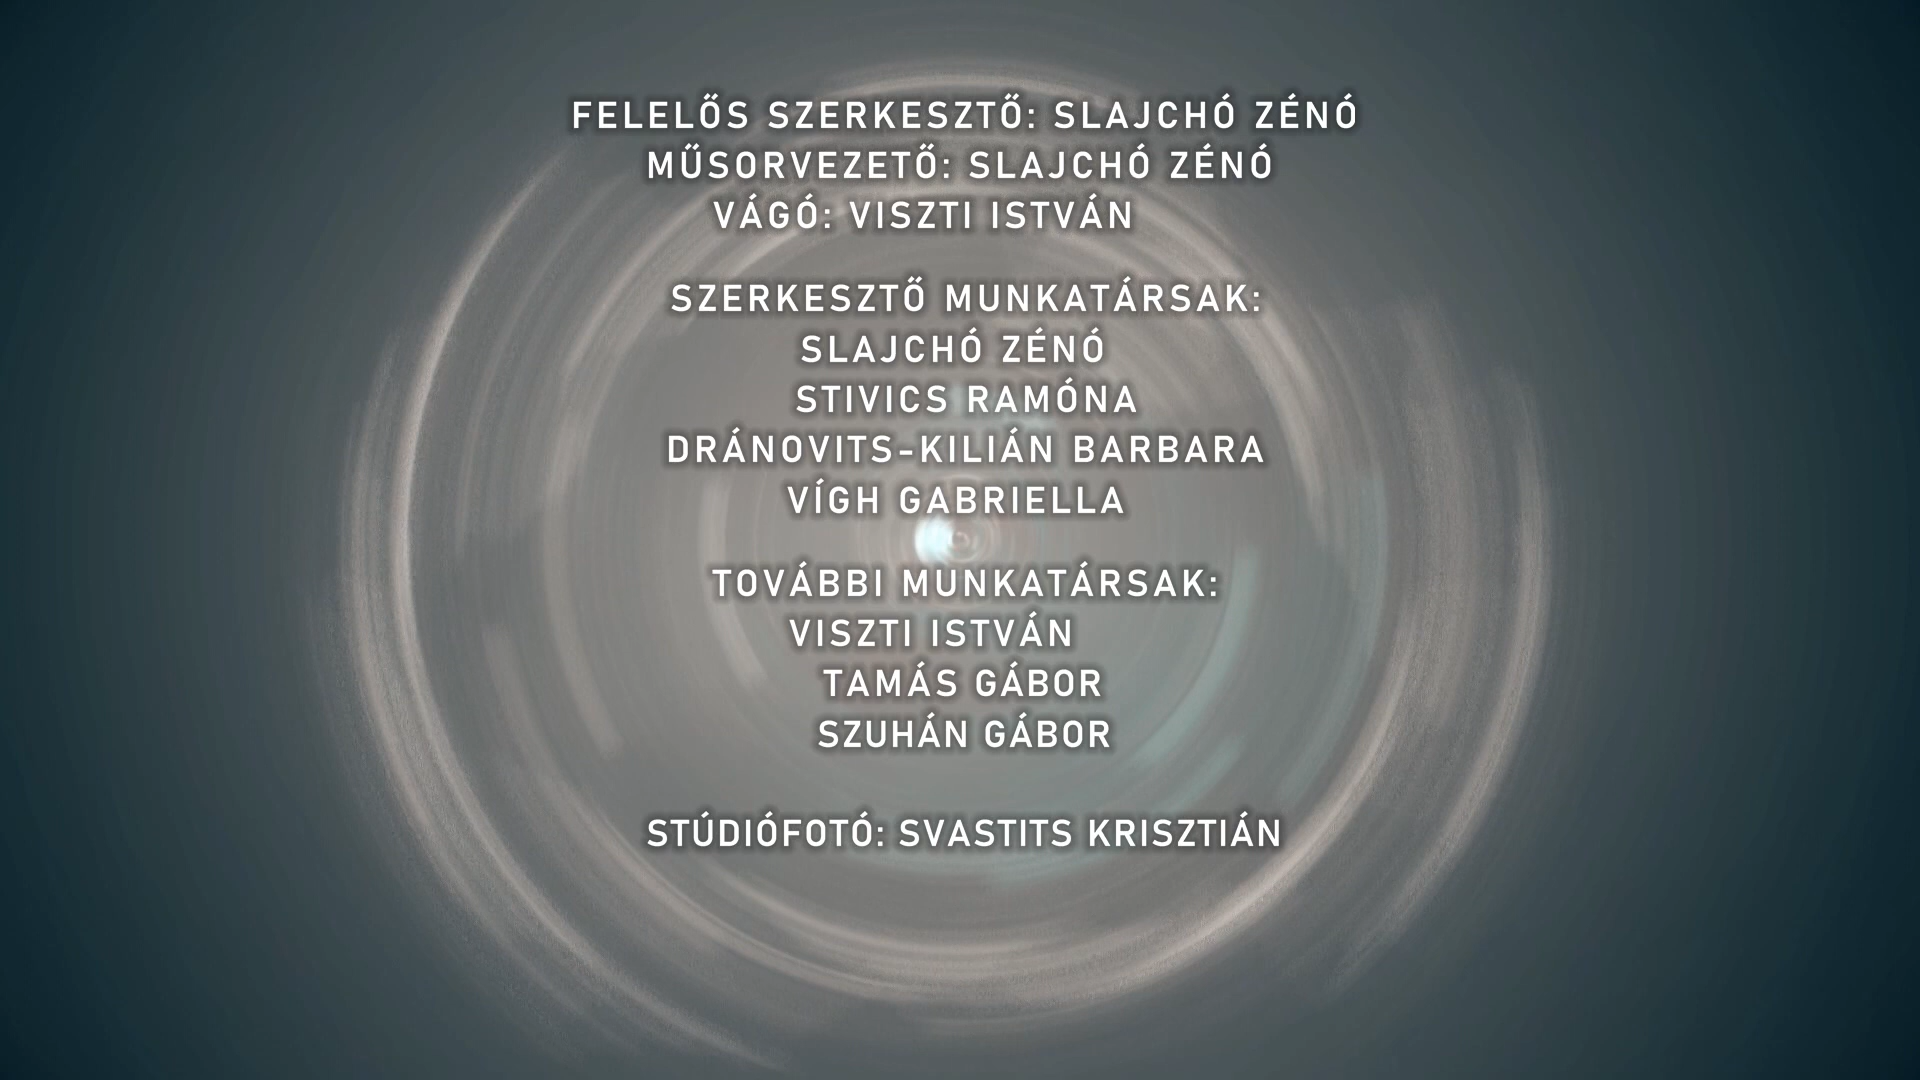 FELELŐS SZERKESZTŐ: SLAJCHÓ ZÉNÓ
MŰSORVEZETŐ: SLAJCHÓ ZÉNÓ
VÁGÓ: VISZTI ISTVÁN
SZERKESZTŐ MUNKATÁRSAK:
SLAJCHÓ ZÉNÓ
STIVICS RAMÓNA
DRÁNOVITS-KILIÁN BARBARA
VÍGH GABRIELLA
TOVÁBBI MUNKATÁRSAK:
VISZTI ISTVÁN
TAMÁS GÁBOR
SZUHÁN GÁBOR
STÚDIÓFOTÓ: SVASTITS KRISZTIÁN